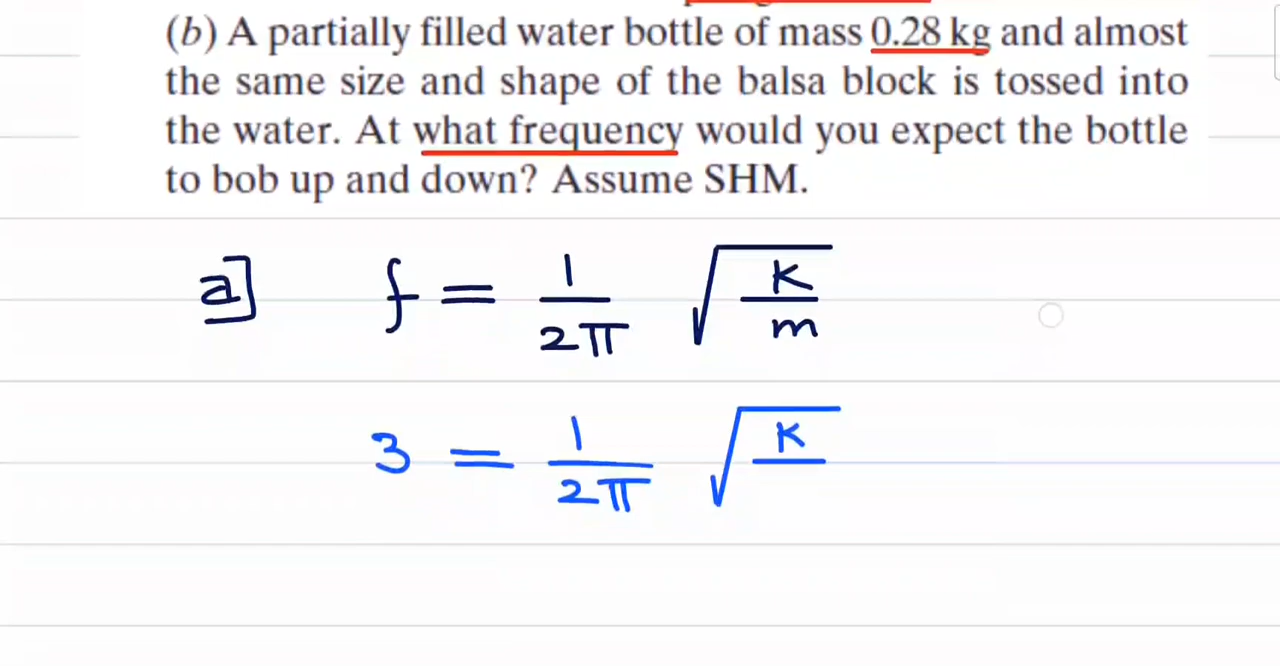 (b) A partially filled water bottle of mass 0.28 kg and almost
the same size and shape of the balsa block is tossed into
the water. At what frequency would you expect the bottle
to bob up and down? Assume SHM.
a] f = 1/2π √K/m
3 = 1/2π √K/